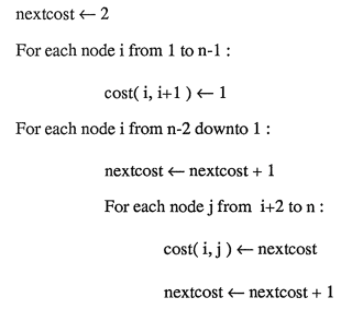 nextcost ← 2
For each node i from 1 to n-1 :
cost( i, i+1 ) ← 1
For each node i from n-2 downto 1 :
nextcost ← nextcost + 1
For each node j from i+2 to n :
cost( i, j ) ← nextcost
nextcost ← nextcost + 1